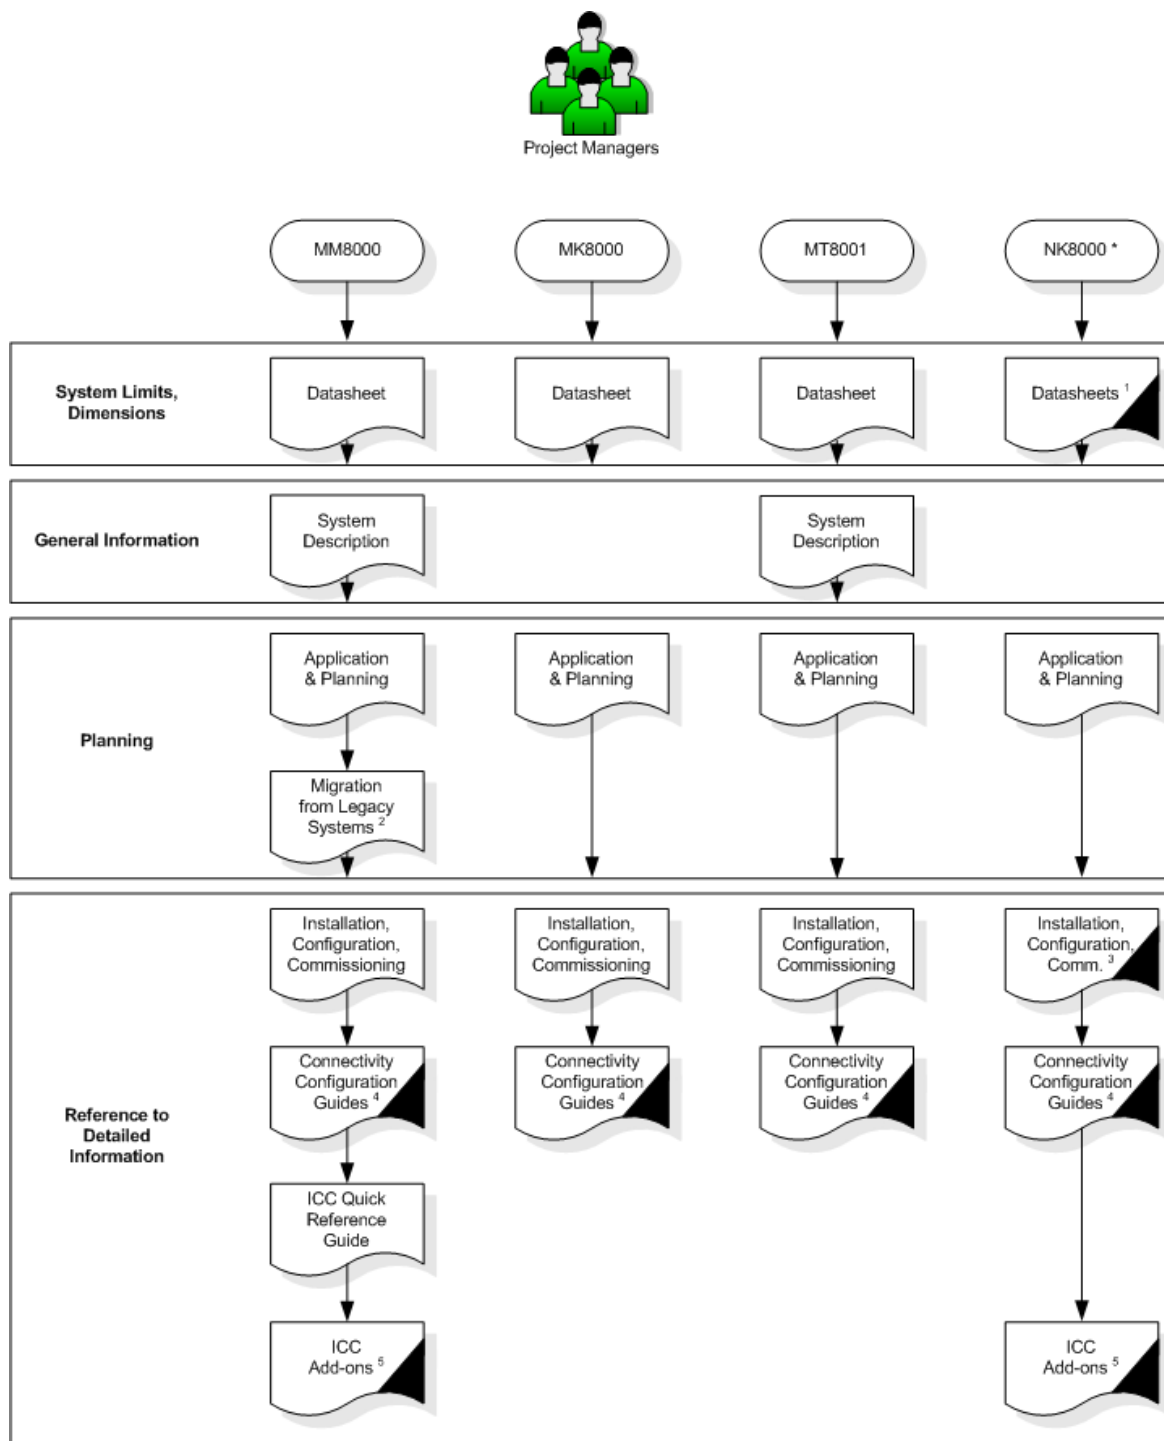 Project Managers
MM8000
MK8000
MT8001
NK8000 *
System Limits,
Dimensions
Datasheet
Datasheet
Datasheet
Datasheets 1
General Information
System
Description
System
Description
Planning
Application
& Planning
Application
& Planning
Application
& Planning
Application
& Planning
Migration
from Legacy
Systems 2
Reference to
Detailed
Information
Installation,
Configuration,
Commissioning
Installation,
Configuration,
Commissioning
Installation,
Configuration,
Commissioning
Installation,
Configuration,
Comm. 3
Connectivity
Configuration
Guides 4
Connectivity
Configuration
Guides 4
Connectivity
Configuration
Guides 4
Connectivity
Configuration
Guides 4
ICC Quick
Reference
Guide
ICC
Add-ons 5
ICC
Add-ons 5